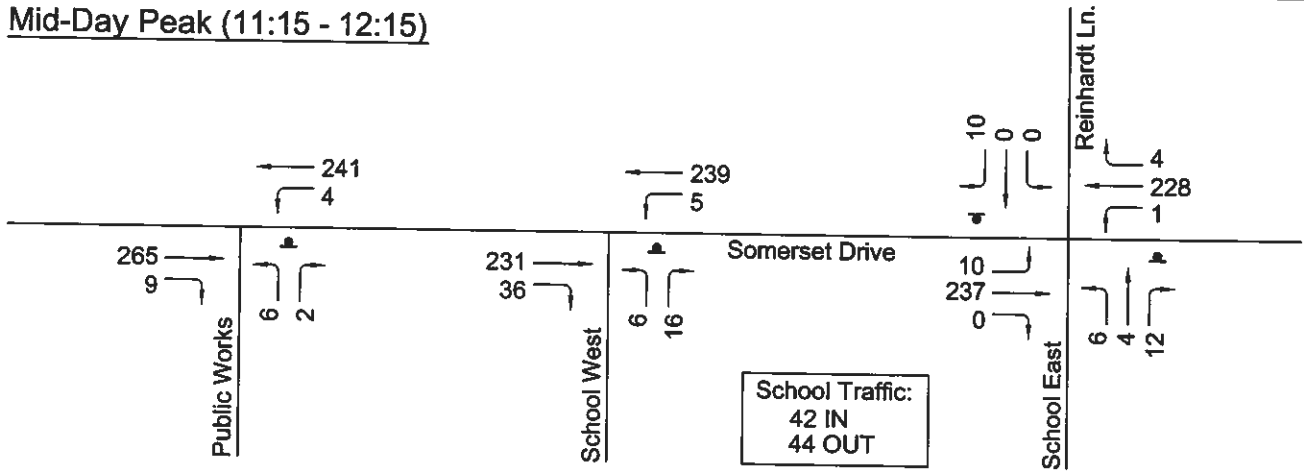 Mid-Day Peak (11:15 - 12:15)
Reinhardt Ln.
10 0 0
4
228
1
241
4
239
5
265
9
6 2
Public Works
231
36
6 16
School West
Somerset Drive
10
237
0
6 4 12
School East
School Traffic:
42 IN
44 OUT